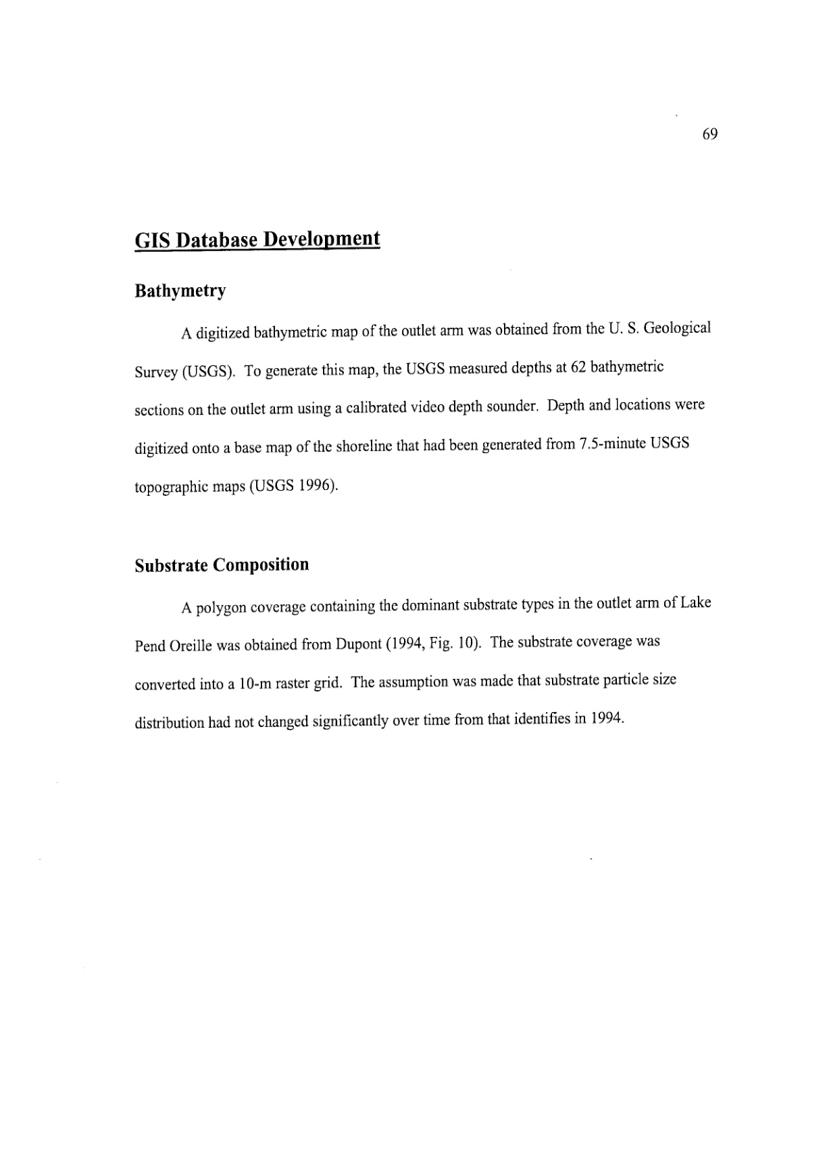 69
GIS Database Development
Bathymetry
A digitized bathymetric map of the outlet arm was obtained from the U. S. Geological
Survey (USGS).  To generate this map, the USGS measured depths at 62 bathymetric
sections on the outlet arm using a calibrated video depth sounder.  Depth and locations were
digitized onto a base map of the shoreline that had been generated from 7.5-minute USGS
topographic maps (USGS 1996).
Substrate Composition
A polygon coverage containing the dominant substrate types in the outlet arm of Lake
Pend Oreille was obtained from Dupont (1994, Fig. 10).  The substrate coverage was
converted into a 10-m raster grid.  The assumption was made that substrate particle size
distribution had not changed significantly over time from that identifies in 1994.